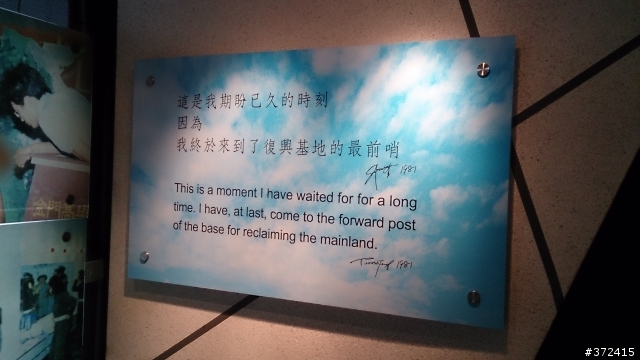 這是我期盼已久的時刻
因為
我終於來到了復興基地的最前哨
1981
This is a moment I have waited for for a long
time. I have, at last, come to the forward post
of the base for reclaiming the mainland.
1981
#372415